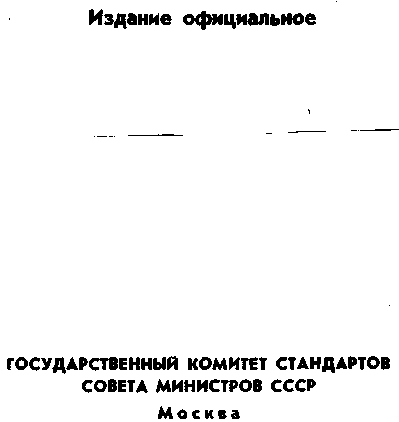 Издание официальное
ГОСУДАРСТВЕННЫЙ КОМИТЕТ СТАНДАРТОВ
СОВЕТА МИНИСТРОВ СССР
Москва